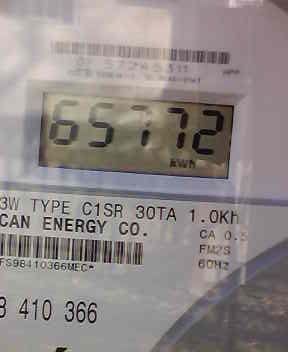 65772
kWh
3W TYPE C1SR 30TA 1.0Kh
CAN ENERGY CO.
CA 0.5
FM2S
60Hz
FS98410366MEC*
8 410 366